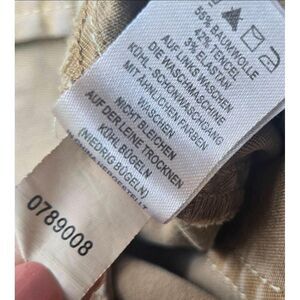 55% BAUMWOLLE
42% TENCEL
3% ELASTAN
AUF LINKS WASCHEN
DIE WASCHMASCHINE
KÜHL, SCHONWASCHGANG
MIT ÄHNLICHEN FARBEN
WASCHEN
NICHT BLEICHEN
AUF DER LEINE TROCKNEN
KÜHL BÜGELN
(NIEDRIG BÜGELN)
0789008